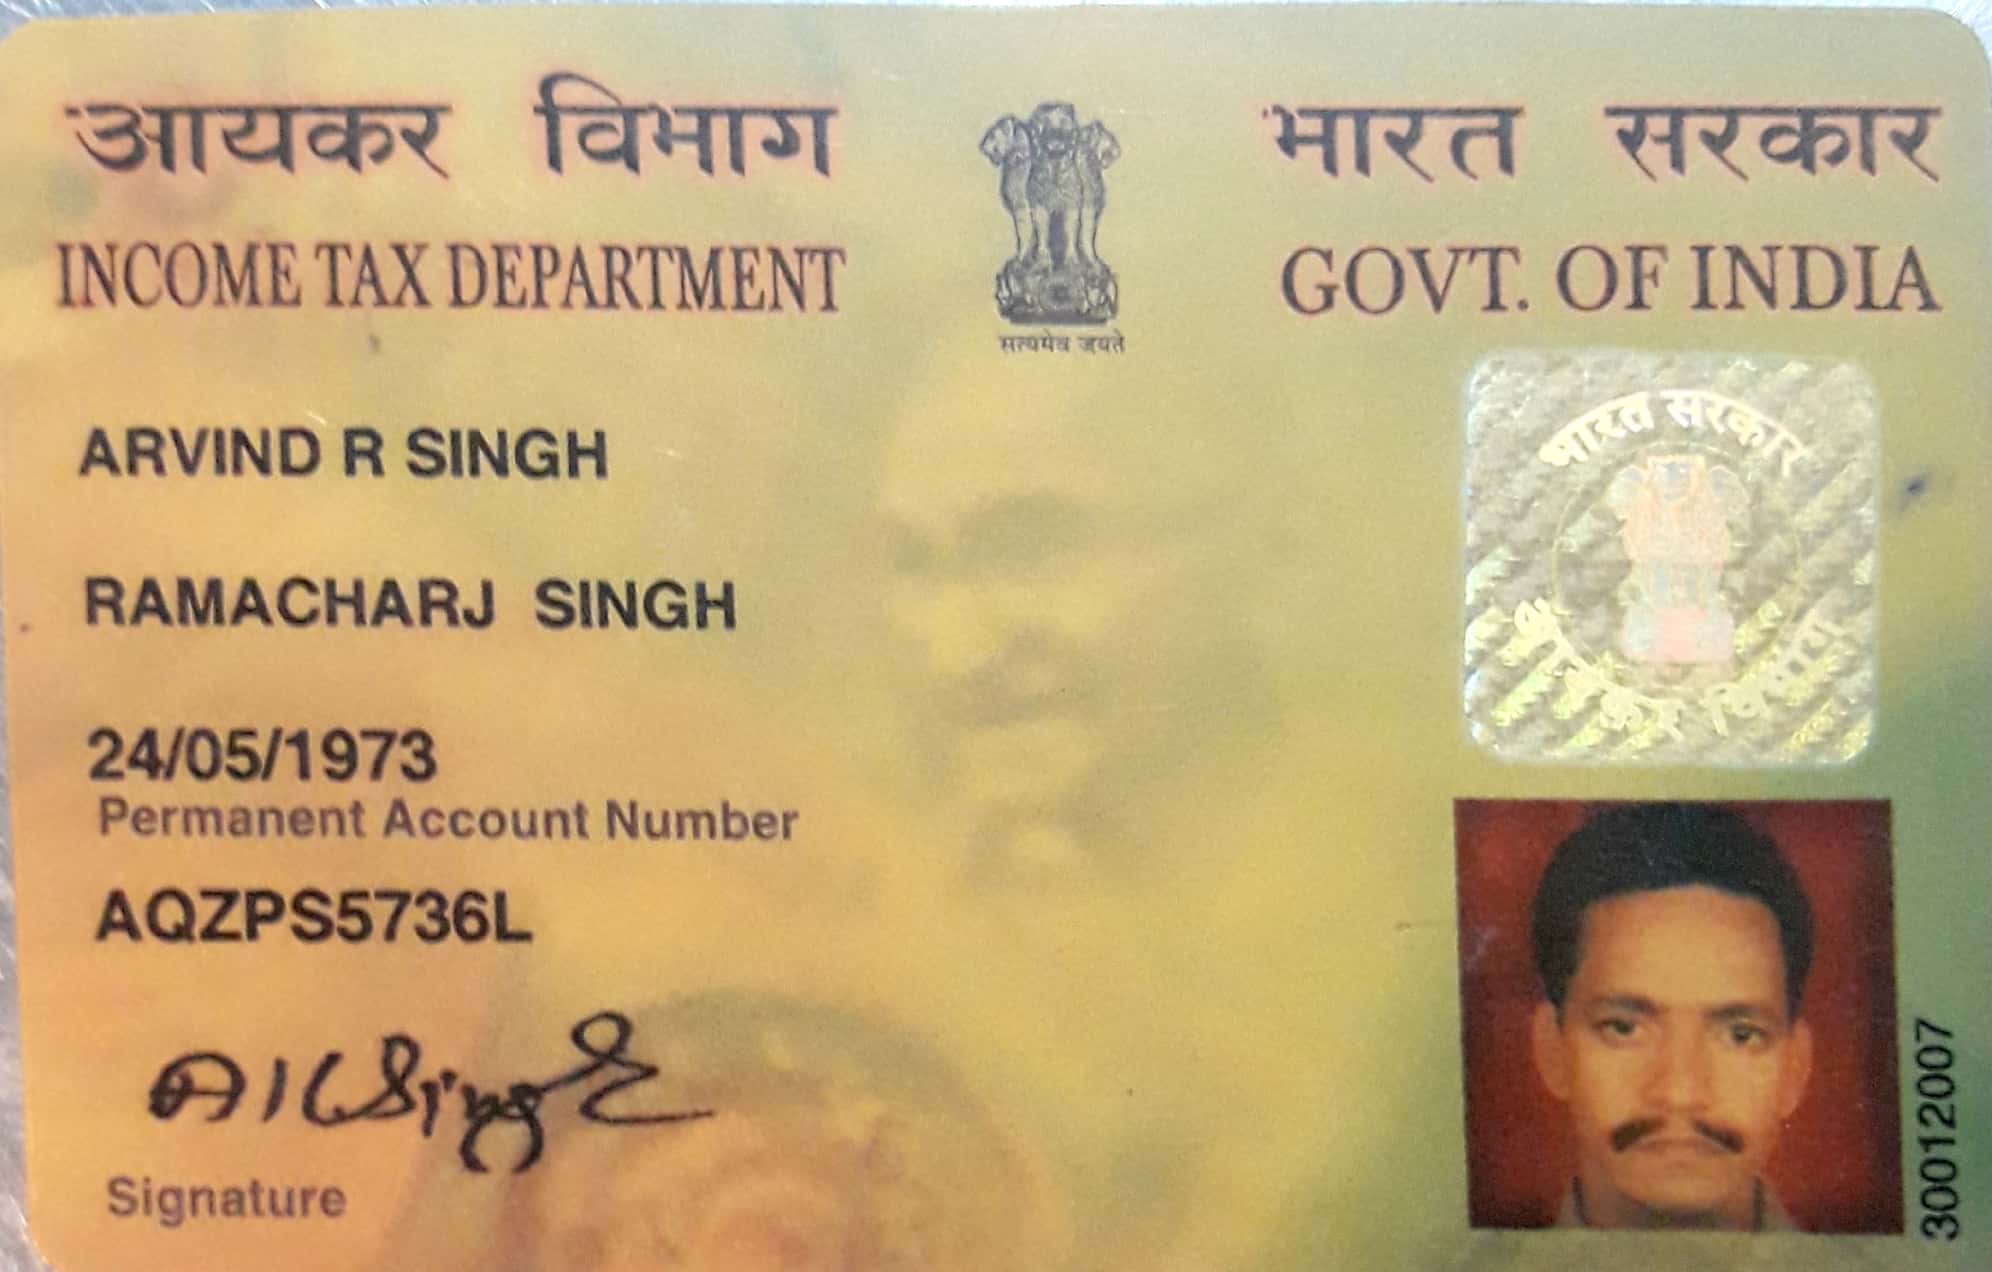 आयकर विभाग
INCOME TAX DEPARTMENT
सत्यमेव जयते
भारत सरकार
GOVT. OF INDIA
ARVIND R SINGH
RAMACHARJ SINGH
24/05/1973
Permanent Account Number
AQZPS5736L
Signature
भारत सरकार
आयकर विभाग
30012007